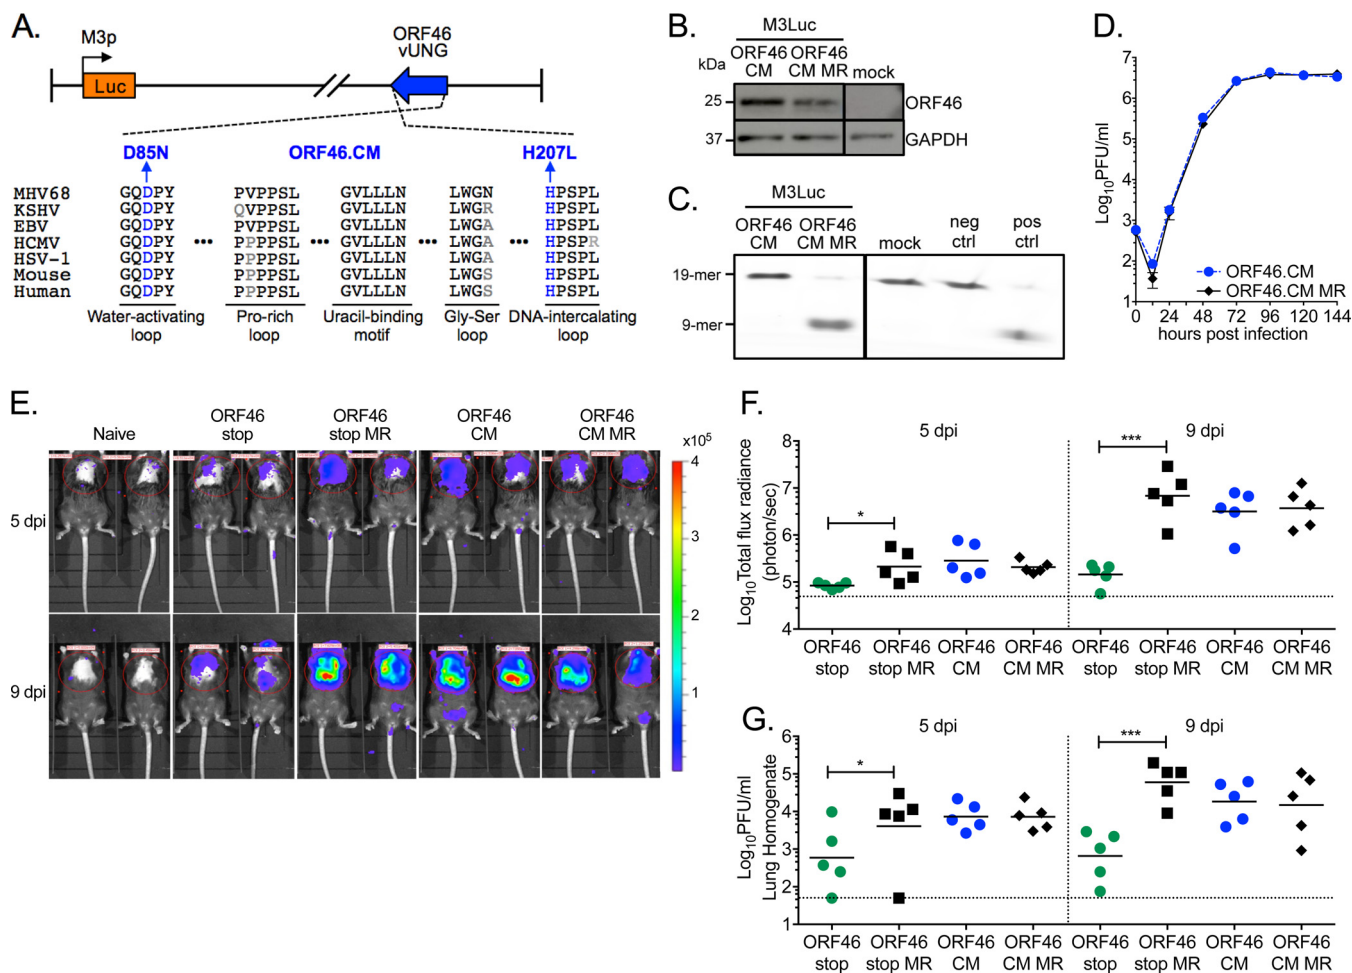 A.
M3p
Luc
ORF46
vUNG
D85N
ORF46.CM
H207L
MHV68 GQDPY PVPPSL GVLLLN LWGN HPSPL
KSHV GQDPY QVPPSL GVLLLN LWGR HPSPL
EBV GQDPY PVPPSL GVLLLN LWGA HPSPL
HCMV GQDPY ••• PPPPSL ••• GVLLLN ••• LWGA ••• HPSPR
HSV-1 GQDPY PPPPSL GVLLLN LWGA HPSPL
Mouse GQDPY PPPPSL GVLLLN LWGS HPSPL
Human GQDPY PPPPSL GVLLLN LWGS HPSPL
Water-activating loop
Pro-rich loop
Uracil-binding motif
Gly-Ser loop
DNA-intercalating loop
B.
M3Luc
kDa
ORF46 CM
ORF46 CM MR
mock
25
ORF46
37
GAPDH
C.
M3Luc
ORF46 CM
ORF46 CM MR
mock
neg ctrl
pos ctrl
19-mer
9-mer
D.
Log10PFU/ml
7
6
5
4
3
2
1
ORF46.CM
ORF46.CM MR
0 24 48 72 96 120 144
hours post infection
E.
Naive
ORF46 stop
ORF46 stop MR
ORF46 CM
ORF46 CM MR
5 dpi
9 dpi
x10^5
4
3
2
1
F.
5 dpi
9 dpi
*
***
Log10Total flux radiance
(photon/sec)
8
7
6
5
4
ORF46 stop
ORF46 stop MR
ORF46 CM
ORF46 CM MR
ORF46 stop
ORF46 stop MR
ORF46 CM
ORF46 CM MR
G.
5 dpi
9 dpi
*
***
Log10PFU/ml
Lung Homogenate
6
5
4
3
2
1
ORF46 stop
ORF46 stop MR
ORF46 CM
ORF46 CM MR
ORF46 stop
ORF46 stop MR
ORF46 CM
ORF46 CM MR